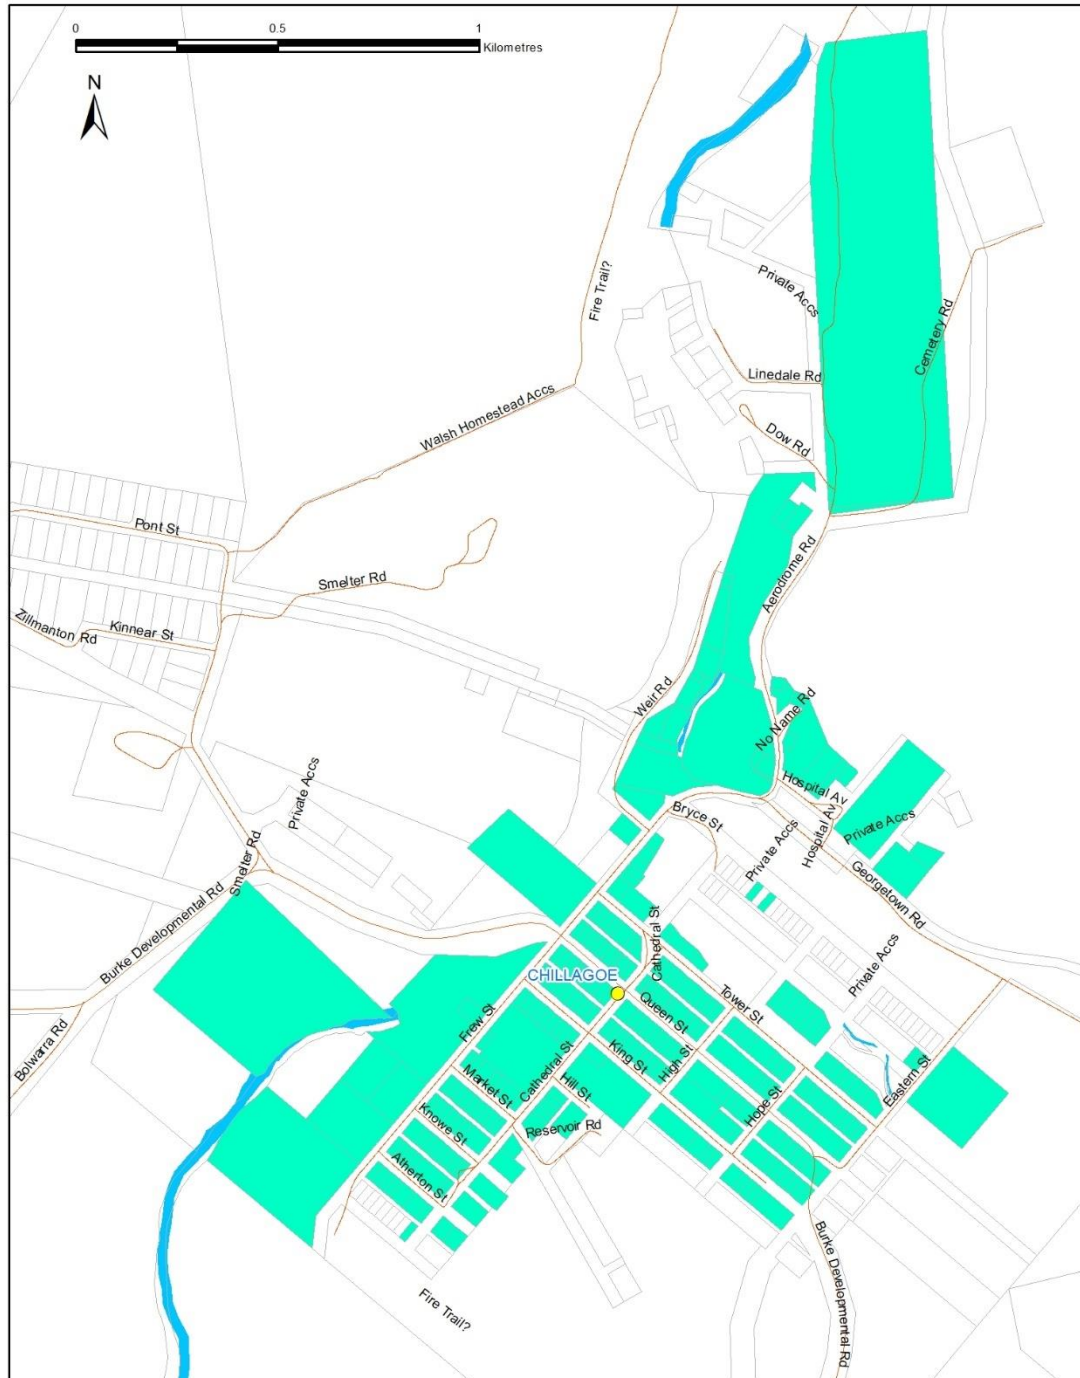 0 0.5 1
Kilometres
N
Fire Trail?
Private Accs
Cemetery Rd
Linedale Rd
Walsh Homestead Accs
Dow Rd
Pont St
Aerodrome Rd
Smelter Rd
Zillmanton Rd
Kinnear St
Weir Rd
No Name Rd
Private Accs
Hospital Av
Bryce St
Private Accs
Hospital Av
Private Accs
Smelter Rd
Georgetown Rd
Burke Developmental Rd
Cathedral St
Private Accs
CHILLAGOE
Tower St
Queen St
Frew St
Bolwarra Rd
King St
High St
Cathedral St
Eastern St
Market St
Hill St
Hope St
Knowe St
Reservoir Rd
Atherton St
Burke Developmental Rd
Fire Trail?